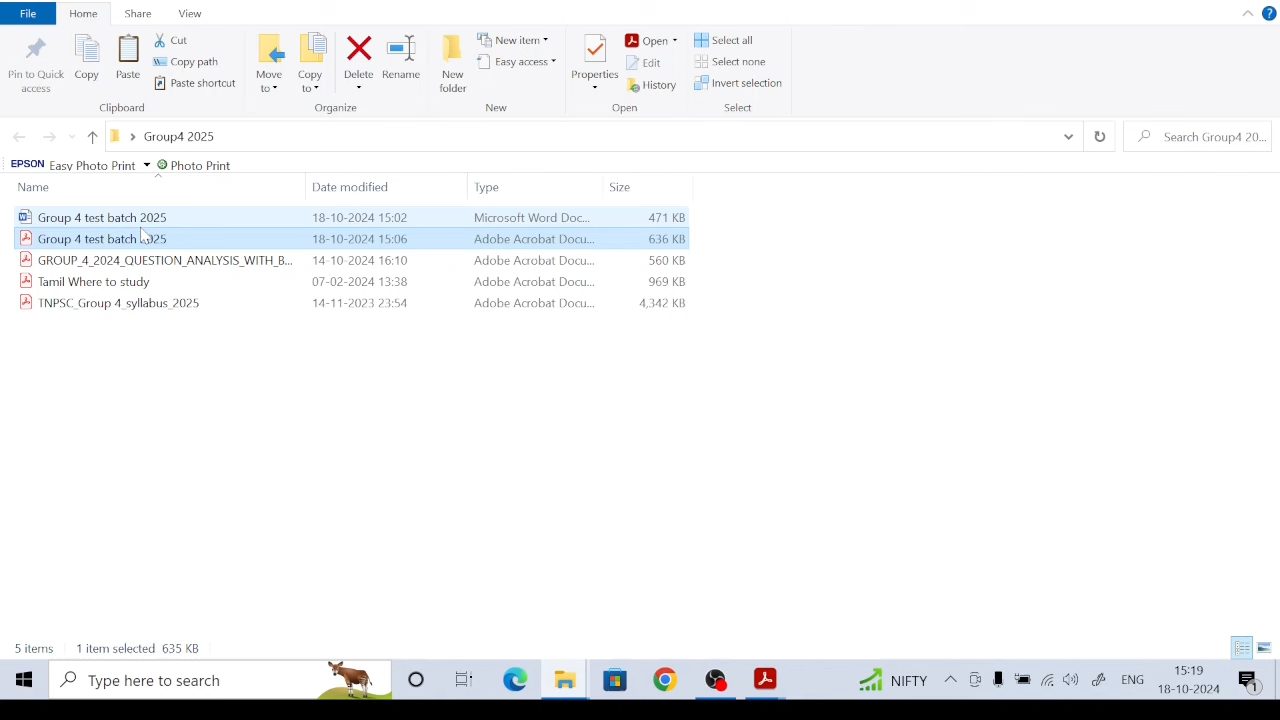 File Home Share View
Pin to Quick access
Copy
Paste
Cut
Copy path
Paste shortcut
Clipboard
Move to
Copy to
Delete
Rename
Organize
New folder
New item
Easy access
New
Properties
Open
Edit
History
Open
Select all
Select none
Invert selection
Select
Group4 2025
Search Group4 20...
EPSON Easy Photo Print Photo Print
Name Date modified Type Size
Group 4 test batch 2025 18-10-2024 15:02 Microsoft Word Doc... 471 KB
Group 4 test batch 2025 18-10-2024 15:06 Adobe Acrobat Docu... 636 KB
GROUP_4_2024_QUESTION_ANALYSIS_WITH_B... 14-10-2024 16:10 Adobe Acrobat Docu... 560 KB
Tamil Where to study 07-02-2024 13:38 Adobe Acrobat Docu... 969 KB
TNPSC_Group 4_syllabus_2025 14-11-2023 23:54 Adobe Acrobat Docu... 4,342 KB
5 items 1 item selected 635 KB
Type here to search
NIFTY
ENG
15:19
18-10-2024
1